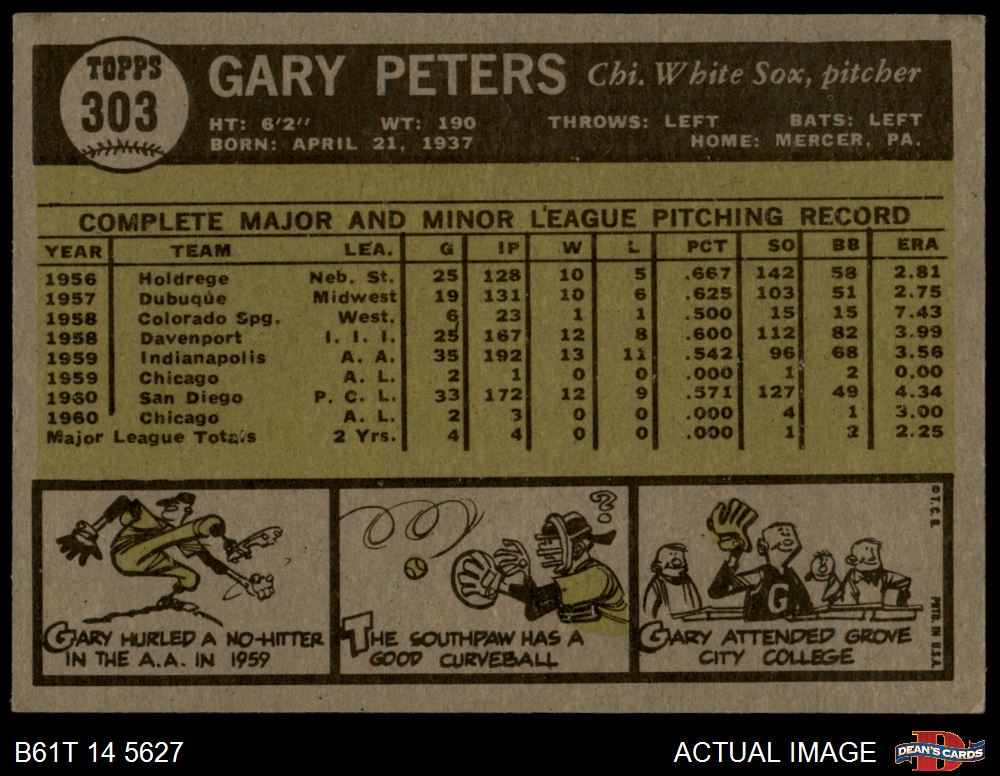 TOPPS
303
GARY PETERS Chi. White Sox, pitcher
HT: 6'2" WT: 190 THROWS: LEFT BATS: LEFT
BORN: APRIL 21, 1937 HOME: MERCER, PA.
COMPLETE MAJOR AND MINOR LEAGUE PITCHING RECORD
YEAR TEAM LEA. G IP W L PCT SO BB ERA
1956 Holdrege Neb. St. 25 128 10 5 .667 142 58 2.81
1957 Dubuque Midwest 19 131 10 6 .625 103 51 2.75
1958 Colorado Spg. West. 6 23 1 1 .500 15 15 7.43
1958 Davenport I. I. I. 25 167 12 8 .600 112 82 3.99
1959 Indianapolis A. A. 35 192 13 11 .542 96 68 3.56
1959 Chicago A. L. 2 1 0 0 .000 1 2 0.00
1960 San Diego P. C. L. 33 172 12 9 .571 127 49 4.34
1960 Chicago A. L. 2 3 0 0 .000 4 1 3.00
Major League Totals 2 Yrs. 4 4 0 0 .000 1 2 2.25
GARY HURLED A NO-HITTER
IN THE A.A. IN 1959
THE SOUTHPAW HAS A
GOOD CURVEBALL
G
GARY ATTENDED GROVE
CITY COLLEGE
© T. C. G.
PRTD. IN U.S.A.
B61T 14 5627
ACTUAL IMAGE
D
DEAN'S CARDS